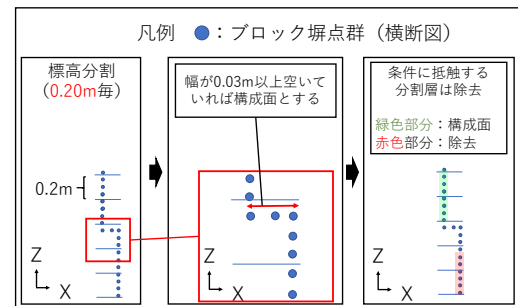 凡例 ●：ブロック塀点群（横断図）
標高分割
（0.20m毎）
0.2m
Z
X
幅が0.03m以上空いて
いれば構成面とする
Z
X
条件に抵触する
分割層は除去
緑色部分：構成面
赤色部分：除去
Z
X